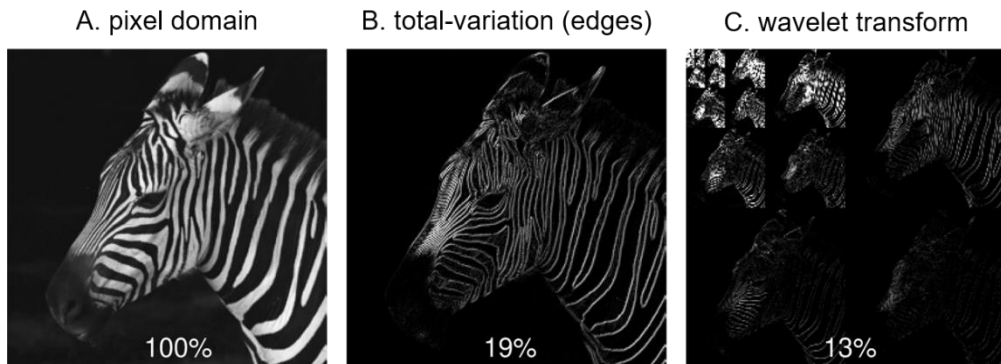 A. pixel domain
B. total-variation (edges)
C. wavelet transform
100%
19%
13%